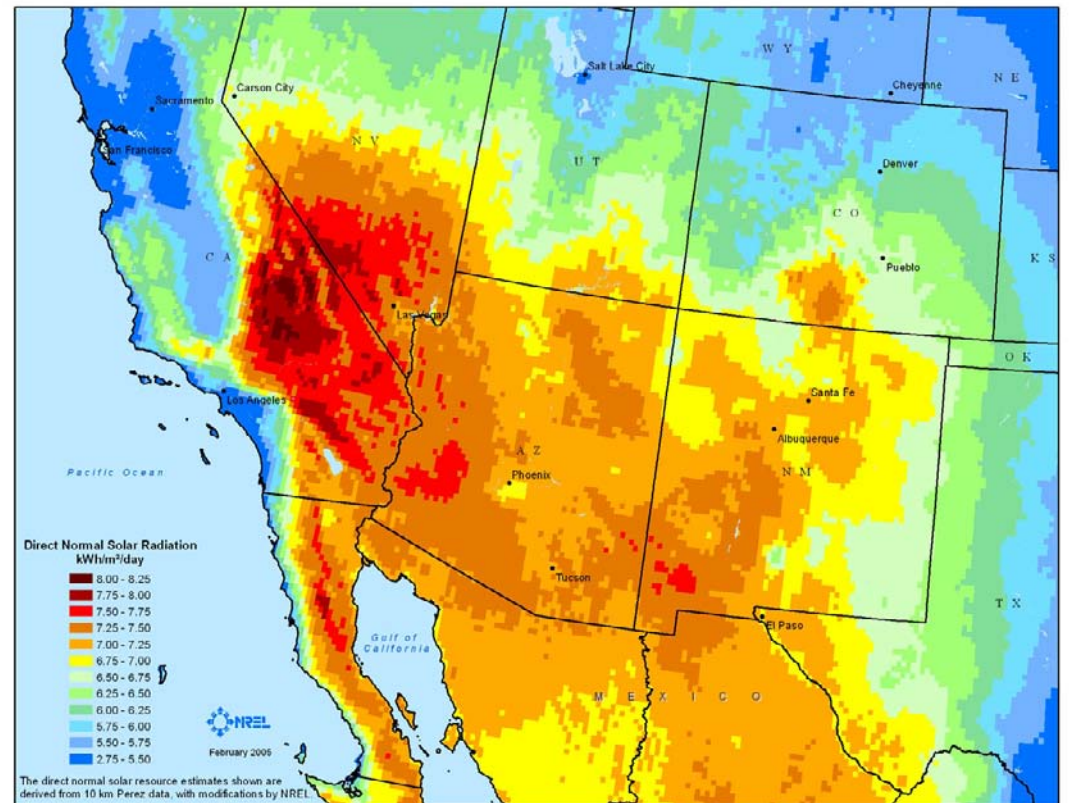 W Y
Salt Lake City
N E
Carson City
Cheyenne
Sacramento
N V
San Francisco
U T
Denver
C O
C A
K S
Pueblo
Las Vegas
O K
Los Angeles
Santa Fe
Albuquerque
A Z
Pacific Ocean
Phoenix
N M
Direct Normal Solar Radiation
kWh/m²/day
8.00 - 8.25
7.75 - 8.00
7.50 - 7.75
7.25 - 7.50
7.00 - 7.25
6.75 - 7.00
6.50 - 6.75
6.25 - 6.50
6.00 - 6.25
5.75 - 6.00
5.50 - 5.75
2.75 - 5.50
Tucson
T X
El Paso
Gulf of
California
M E X I C O
NREL
February 2005
The direct normal solar resource estimates shown are
derived from 10 km Perez data, with modifications by NREL.